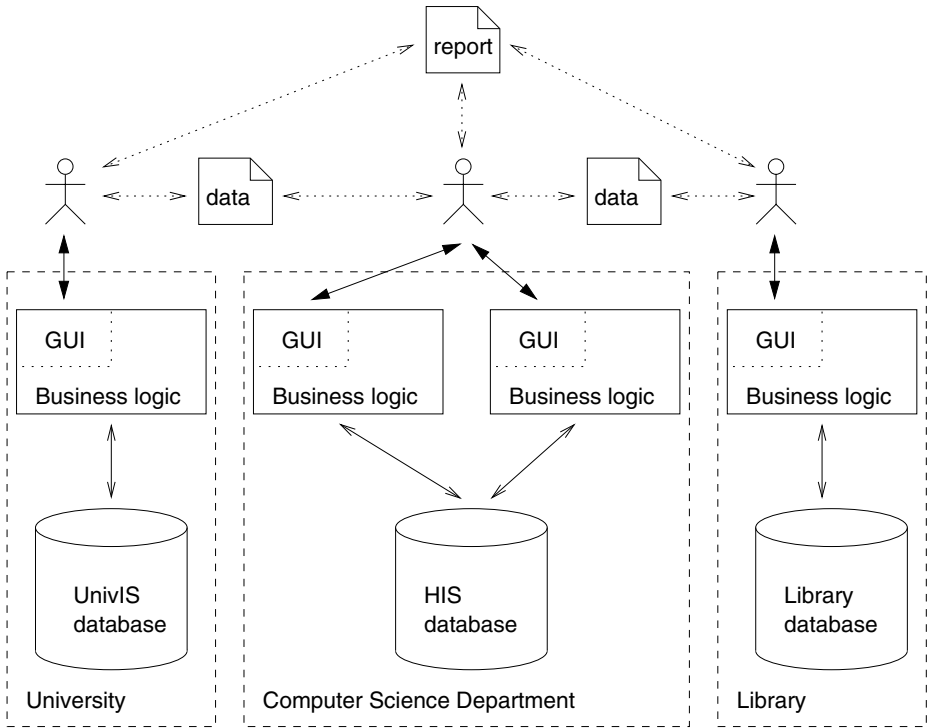 report
data
data
GUI
Business logic
GUI
Business logic
GUI
Business logic
GUI
Business logic
UnivIS
database
HIS
database
Library
database
University
Computer Science Department
Library